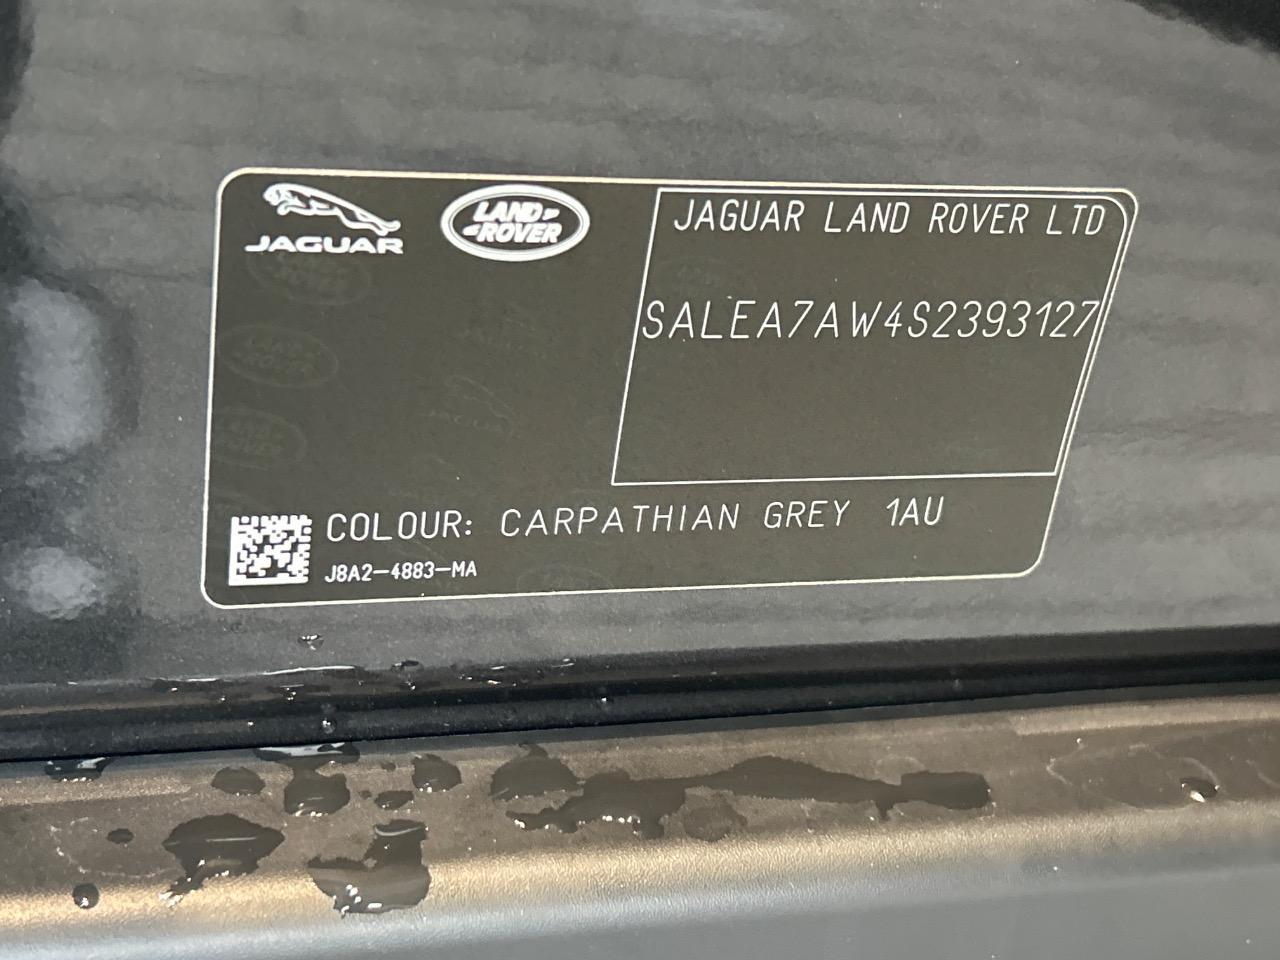 JAGUAR
LAND ROVER
JAGUAR LAND ROVER LTD
SALEA7AW4S2393127
COLOUR: CARPATHIAN GREY 1AU
J8A2-4883-MA